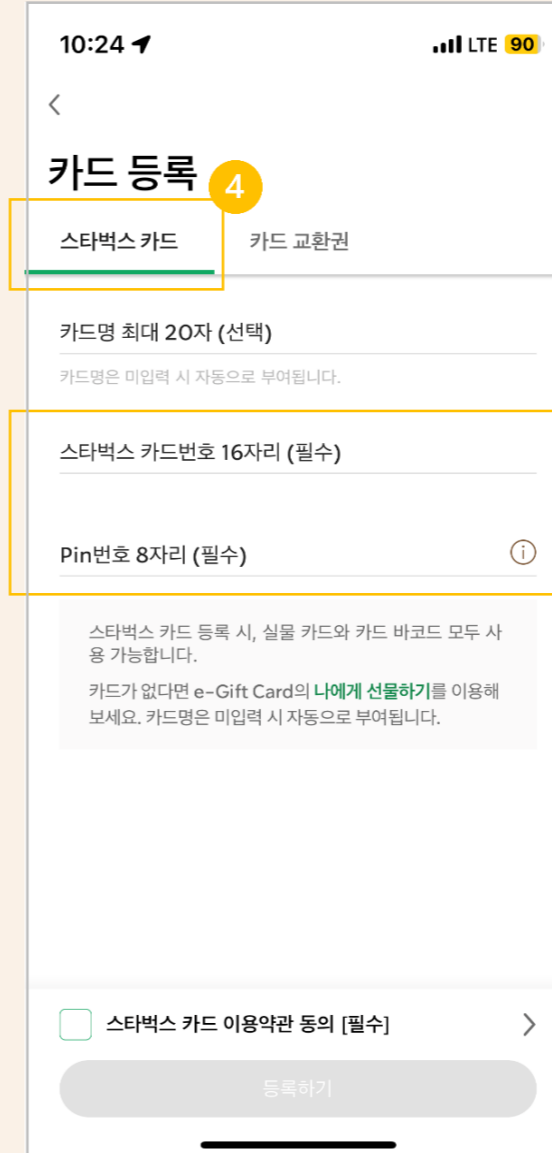 10:24 LTE 90
카드 등록
4
스타벅스 카드 카드 교환권
카드명 최대 20자 (선택)
카드명은 미입력 시 자동으로 부여됩니다.
스타벅스 카드번호 16자리 (필수)
Pin번호 8자리 (필수)
스타벅스 카드 등록 시, 실물 카드와 카드 바코드 모두 사
용 가능합니다.
카드가 없다면 e-Gift Card의 나에게 선물하기를 이용해
보세요. 카드명은 미입력 시 자동으로 부여됩니다.
스타벅스 카드 이용약관 동의 [필수]
등록하기